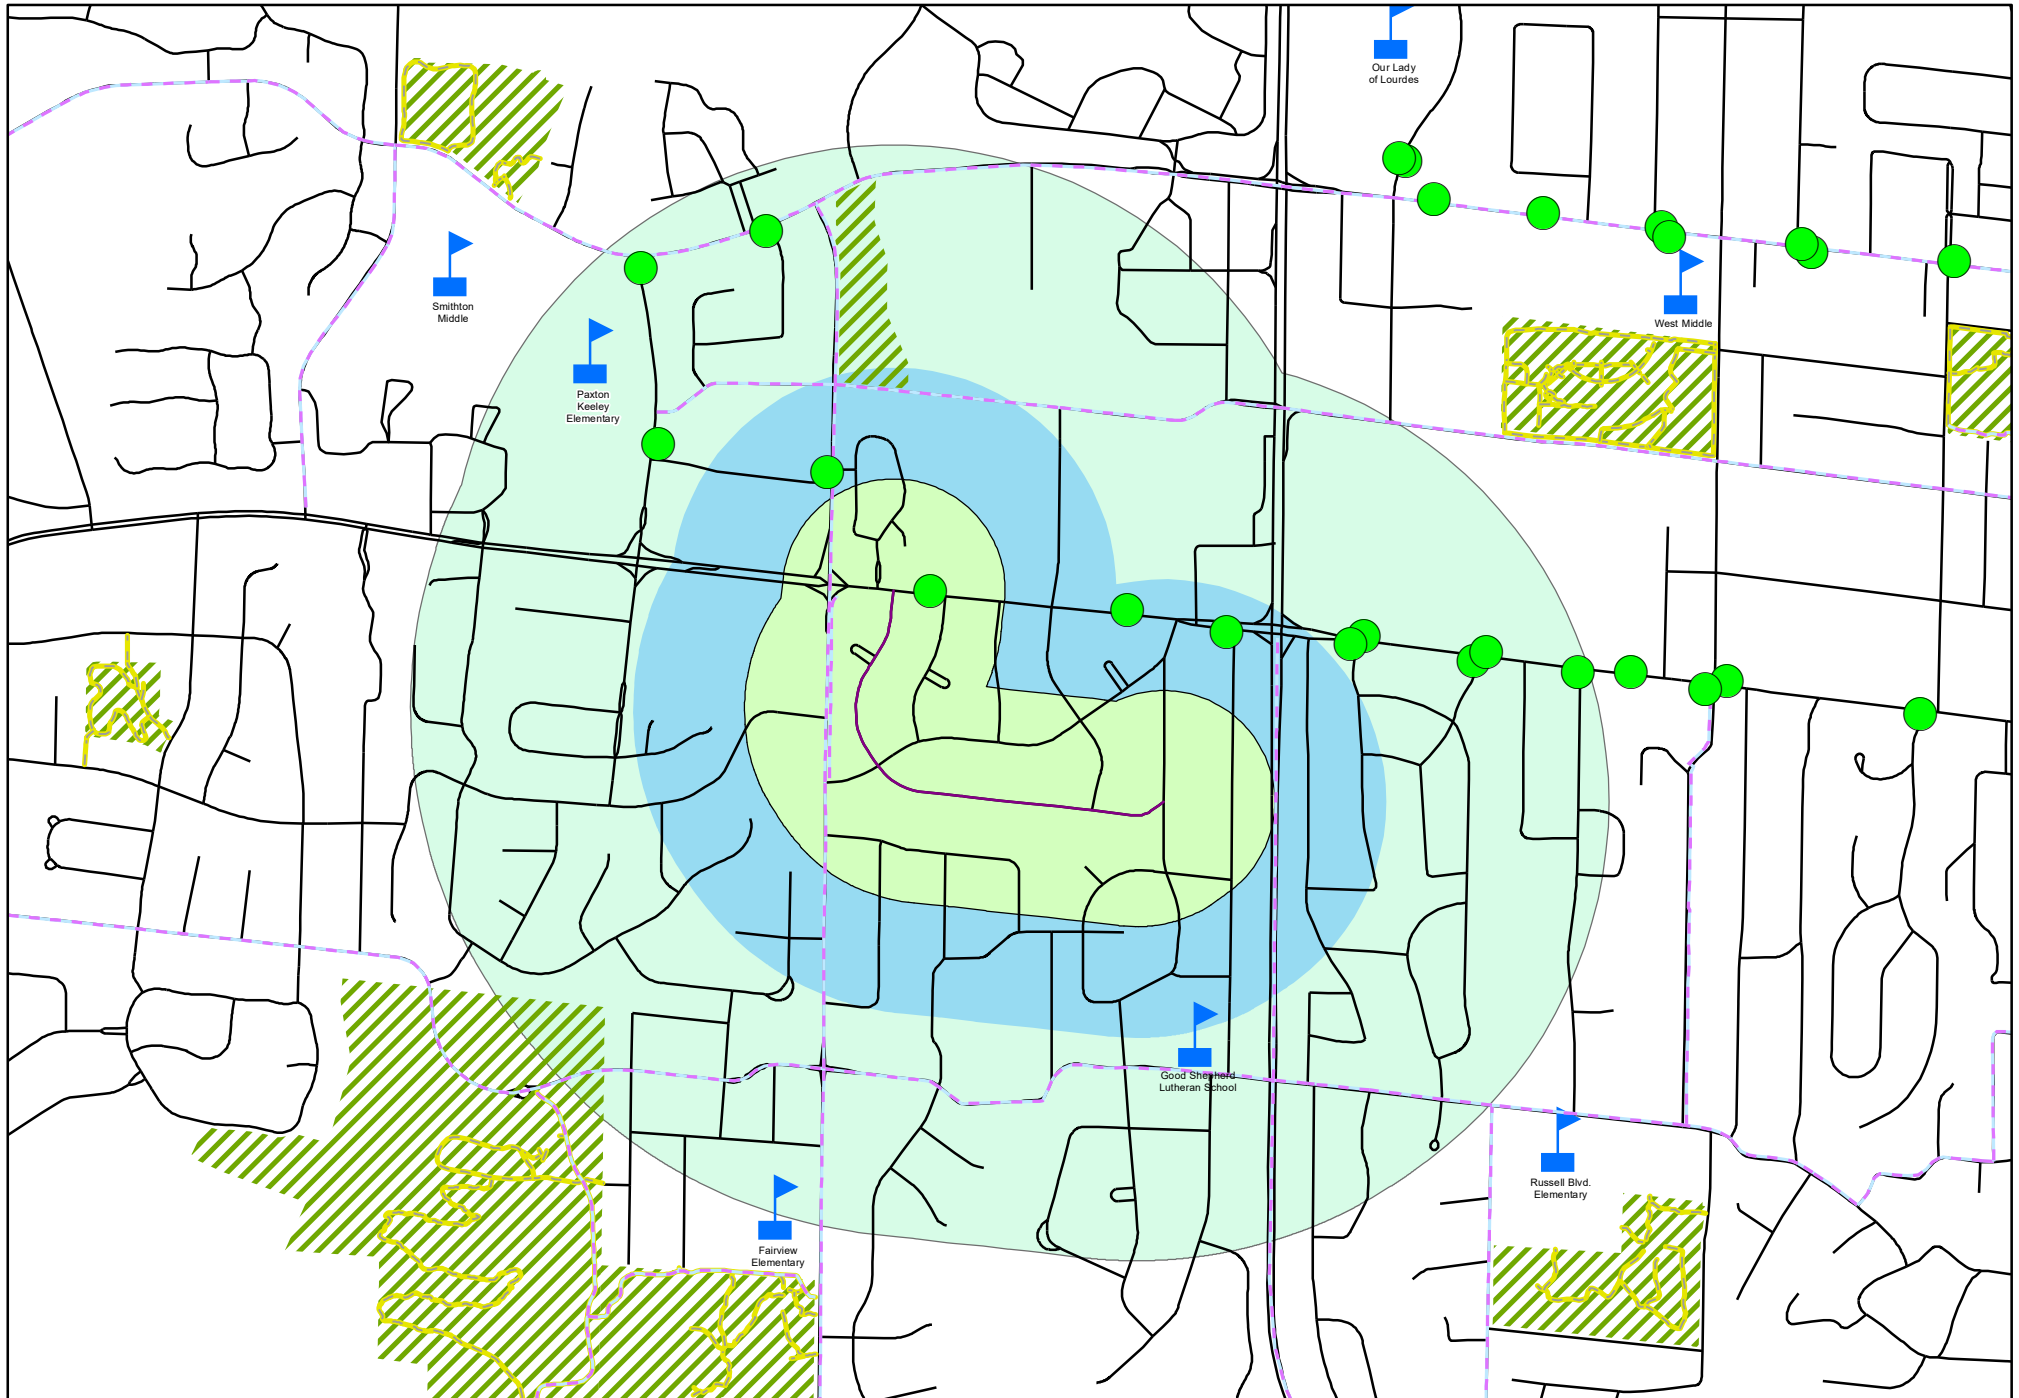 Our Lady
of Lourdes
Smithton
Middle
West Middle
Paxton
Keeley
Elementary
Good Shepherd
Lutheran School
Russell Blvd.
Elementary
Fairview
Elementary